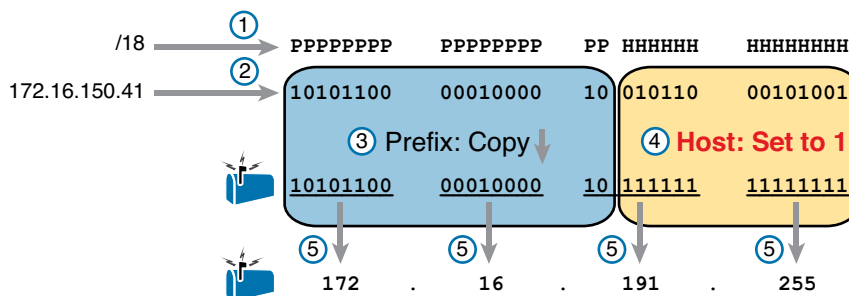 1
/18 PPPPPPPP PPPPPPPP PP HHHHHH HHHHHHHH
2
172.16.150.41 10101100 00010000 10 010110 00101001
3 Prefix: Copy 4 Host: Set to 1
10101100 00010000 10 111111 11111111
5 5 5 5
172 . 16 . 191 . 255